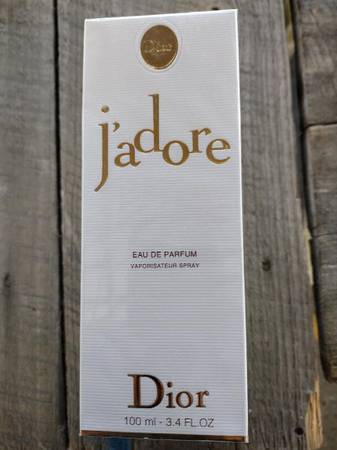 Dior
j'adore
EAU DE PARFUM
VAPORISATEUR SPRAY
Dior
100 ml - 3.4 FL.OZ